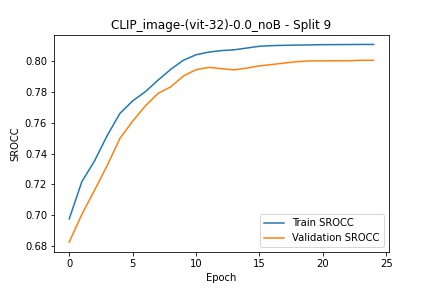 CLIP_image-(vit-32)-0.0_noB - Split 9
SROCC
0.80
0.78
0.76
0.74
0.72
0.70
0.68
Train SROCC
Validation SROCC
0 5 10 15 20 25
Epoch